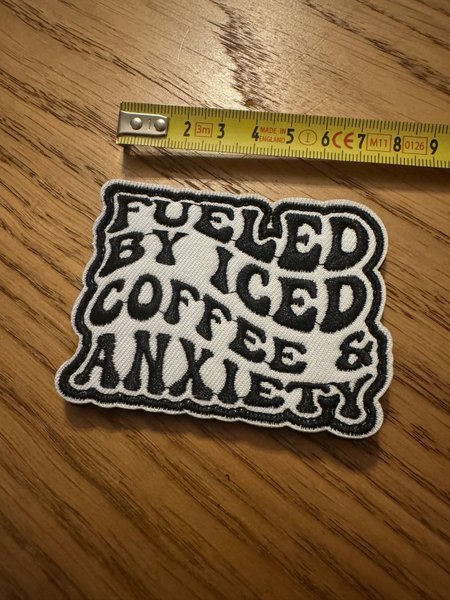 2 3m 3 4 MADE IN ENGLAND 5 I 6 CE 7 M11 8 0126 9
FUELED
BY ICED
COFFEE &
ANXIETY